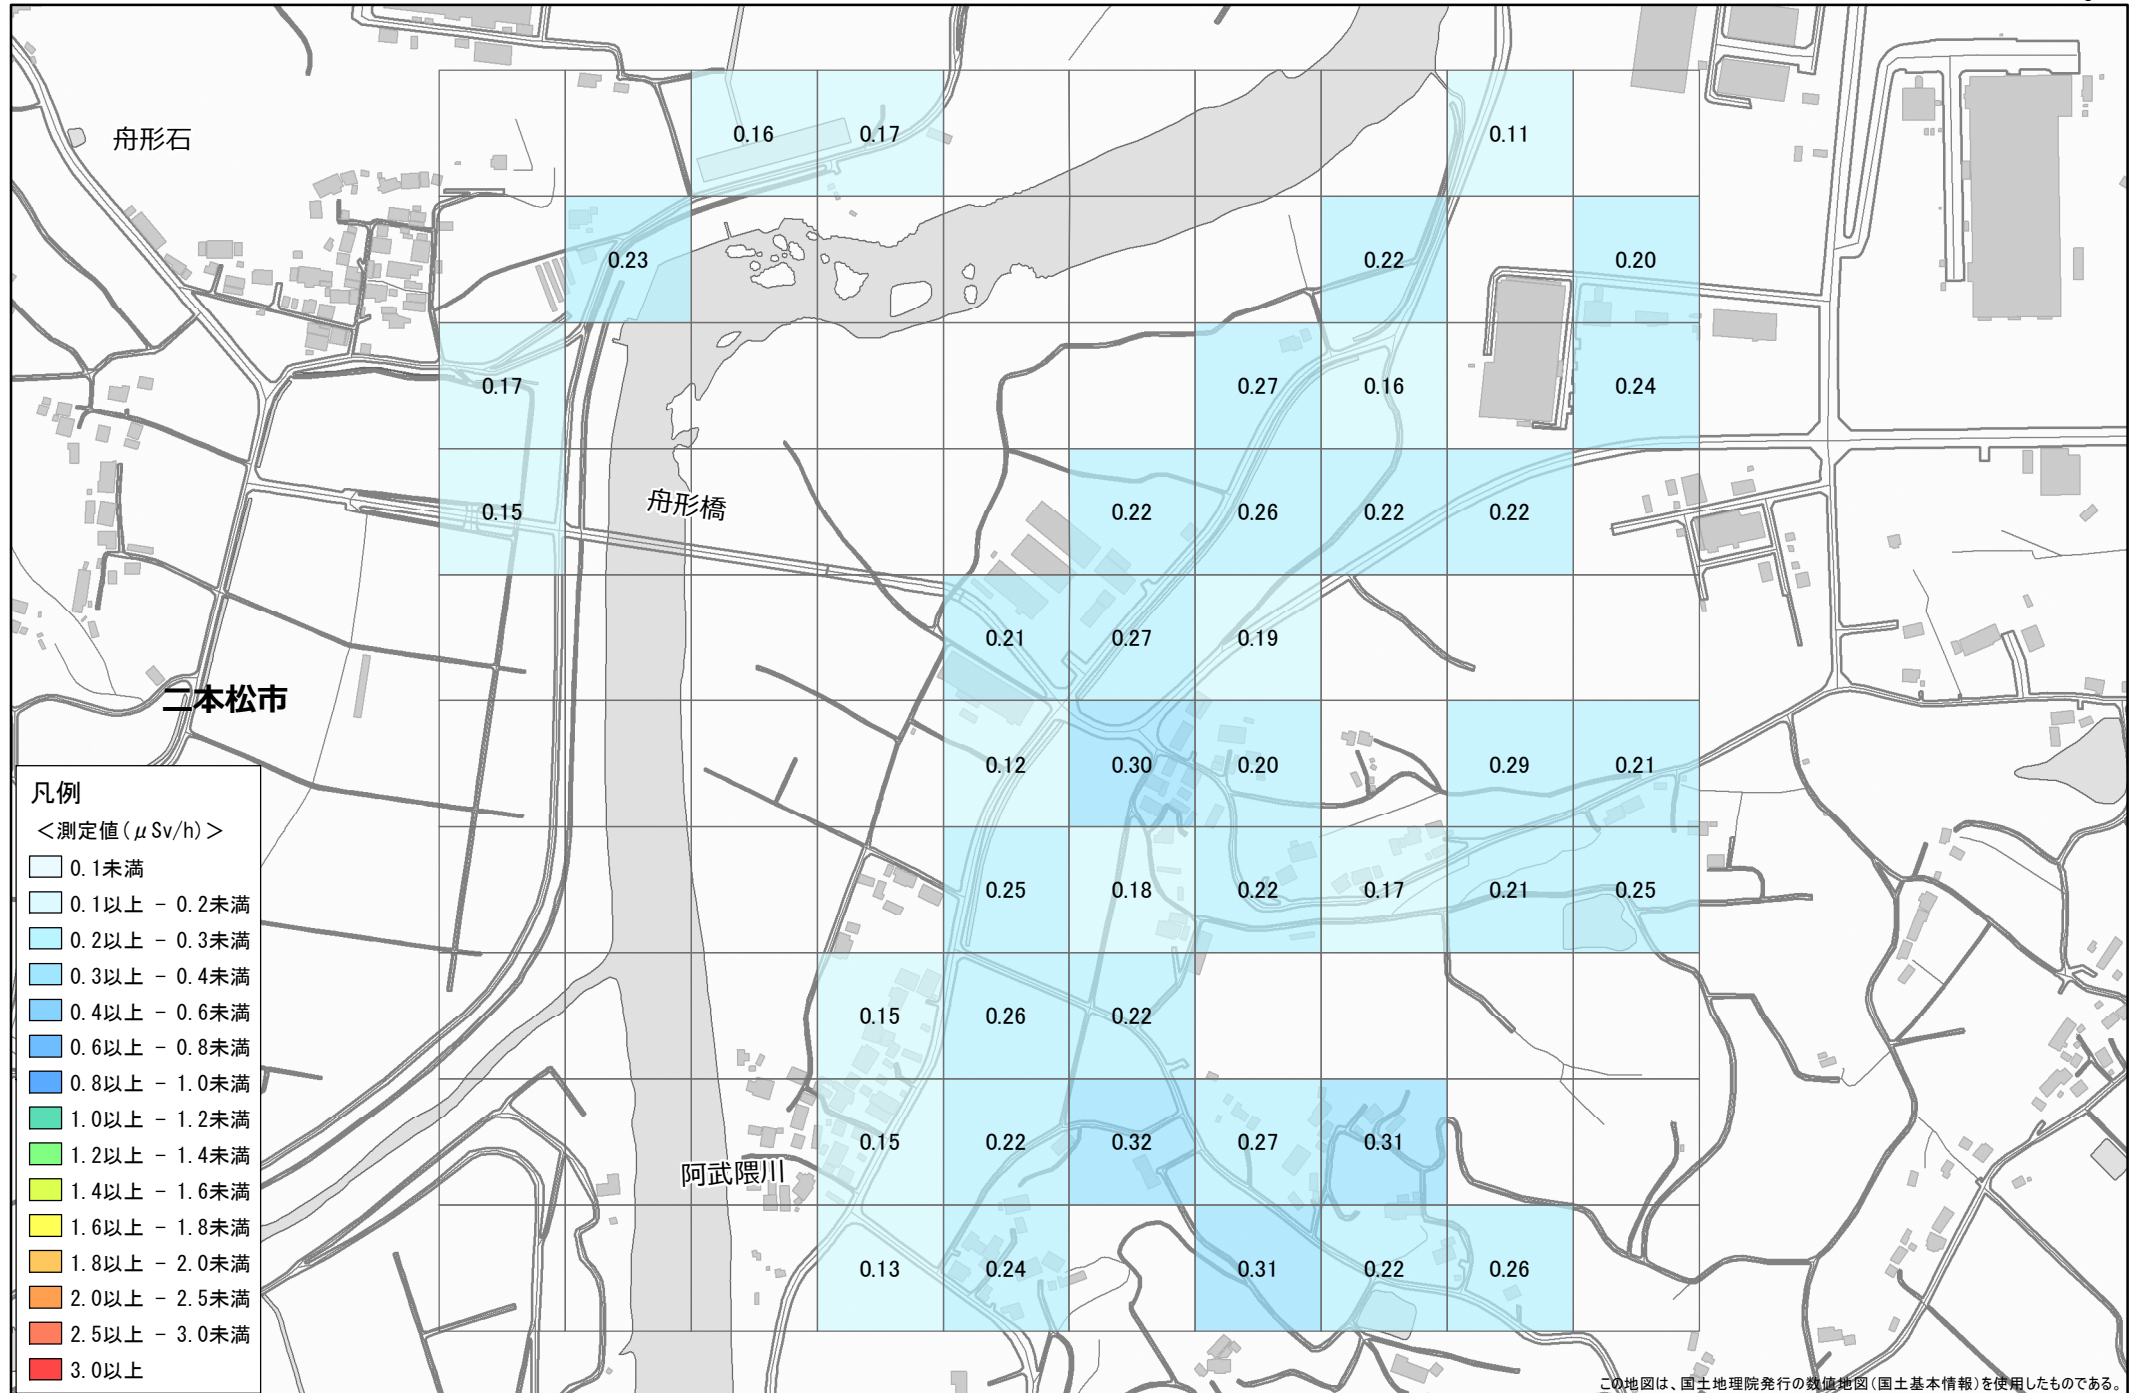 舟形石
0.16 0.17 0.11
0.23 0.22 0.20
0.17 0.27 0.16 0.24
0.15 舟形橋 0.22 0.26 0.22 0.22
0.21 0.27 0.19
二本松市
0.12 0.30 0.20 0.29 0.21
0.25 0.18 0.22 0.17 0.21 0.25
0.15 0.26 0.22
0.15 0.22 0.32 0.27 0.31
阿武隈川
0.13 0.24 0.31 0.22 0.26
凡例
<測定値(μSv/h)>
0.1未満
0.1以上 - 0.2未満
0.2以上 - 0.3未満
0.3以上 - 0.4未満
0.4以上 - 0.6未満
0.6以上 - 0.8未満
0.8以上 - 1.0未満
1.0以上 - 1.2未満
1.2以上 - 1.4未満
1.4以上 - 1.6未満
1.6以上 - 1.8未満
1.8以上 - 2.0未満
2.0以上 - 2.5未満
2.5以上 - 3.0未満
3.0以上
この地図は、国土地理院発行の数値地図(国土基本情報)を使用したものである。